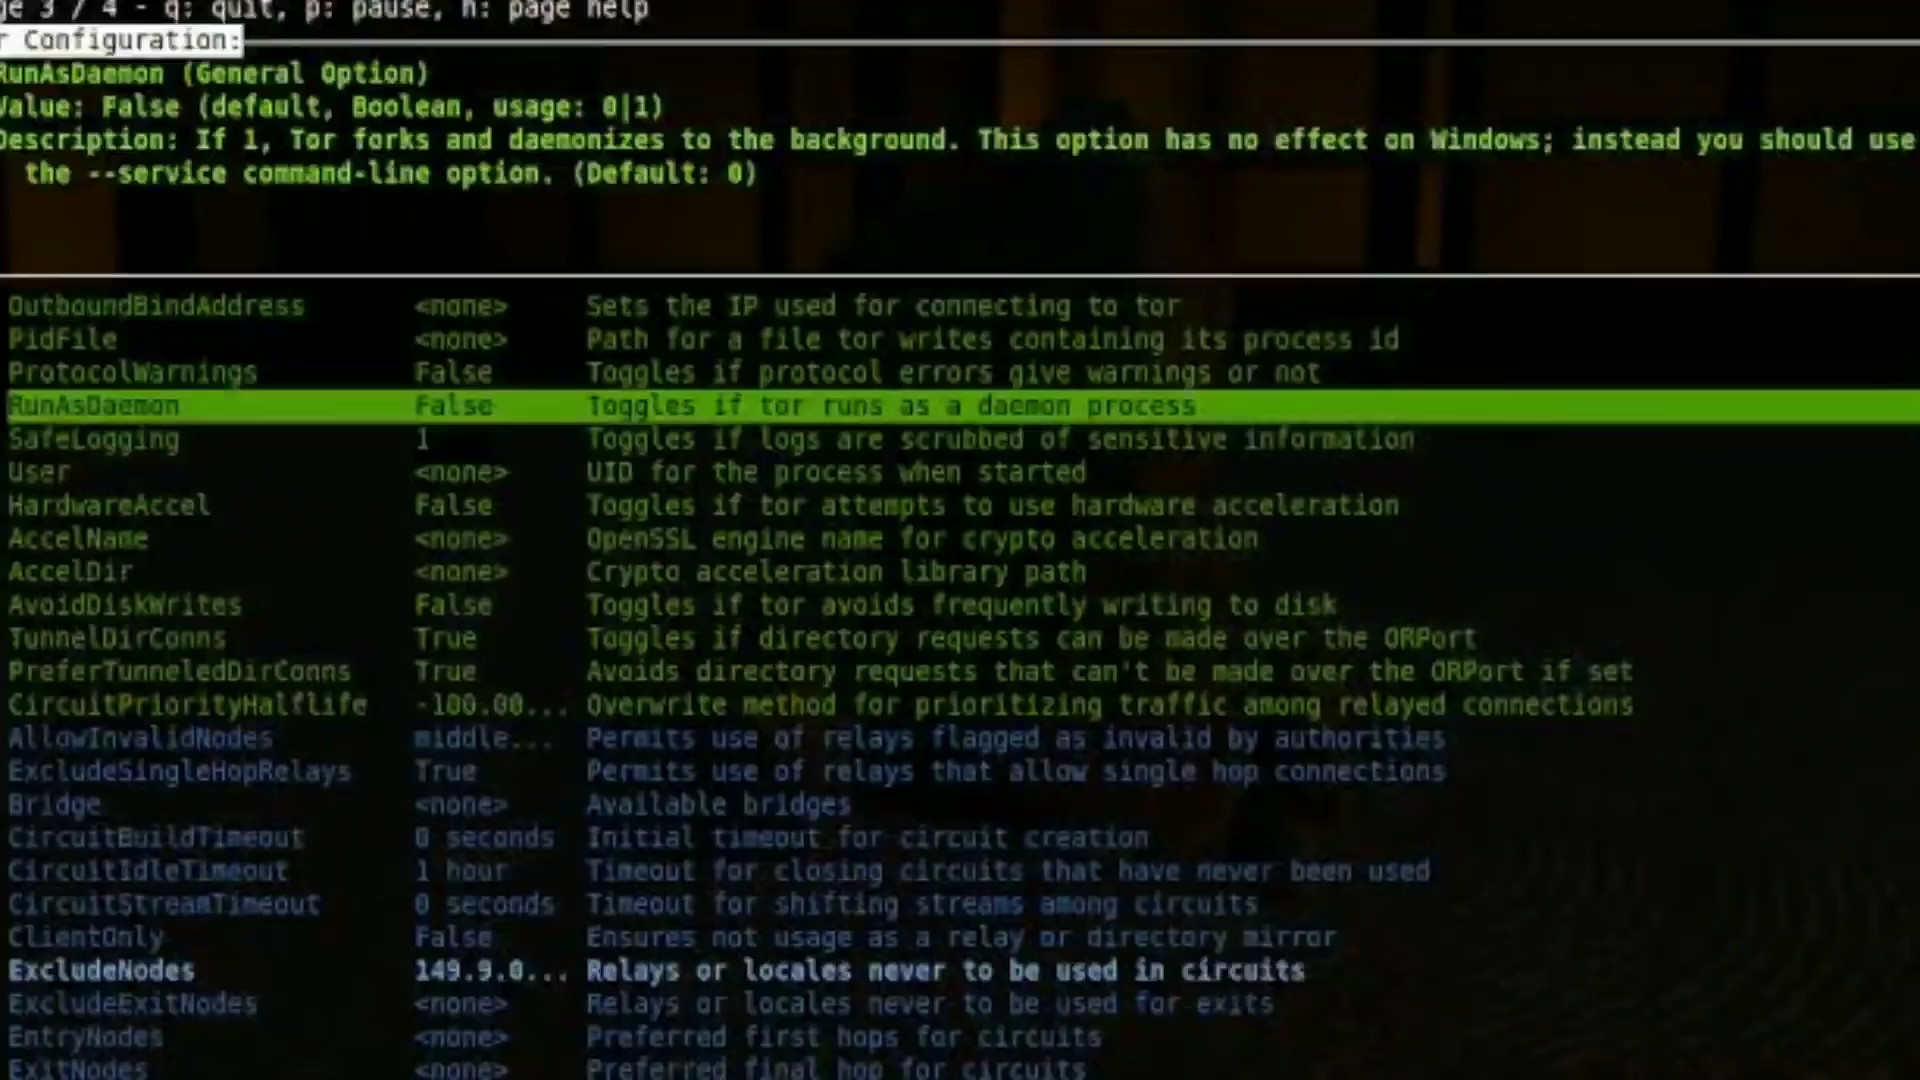 ge 3 / 4 - q: quit, p: pause, h: page help
r Configuration:
RunAsDaemon (General Option)
Value: False (default, Boolean, usage: 0|1)
Description: If 1, Tor forks and daemonizes to the background. This option has no effect on Windows; instead you should use
the --service command-line option. (Default: 0)
OutboundBindAddress <none> Sets the IP used for connecting to tor
PidFile <none> Path for a file tor writes containing its process id
ProtocolWarnings False Toggles if protocol errors give warnings or not
RunAsDaemon False Toggles if tor runs as a daemon process
SafeLogging 1 Toggles if logs are scrubbed of sensitive information
User <none> UID for the process when started
HardwareAccel False Toggles if tor attempts to use hardware acceleration
AccelName <none> OpenSSL engine name for crypto acceleration
AccelDir <none> Crypto acceleration library path
AvoidDiskWrites False Toggles if tor avoids frequently writing to disk
TunnelDirConns True Toggles if directory requests can be made over the ORPort
PreferTunneledDirConns True Avoids directory requests that can't be made over the ORPort if set
CircuitPriorityHalflife -100.00... Overwrite method for prioritizing traffic among relayed connections
AllowInvalidNodes middle... Permits use of relays flagged as invalid by authorities
ExcludeSingleHopRelays True Permits use of relays that allow single hop connections
Bridge <none> Available bridges
CircuitBuildTimeout 0 seconds Initial timeout for circuit creation
CircuitIdleTimeout 1 hour Timeout for closing circuits that have never been used
CircuitStreamTimeout 0 seconds Timeout for shifting streams among circuits
ClientOnly False Ensures not usage as a relay or directory mirror
ExcludeNodes 149.9.0... Relays or locales never to be used in circuits
ExcludeExitNodes <none> Relays or locales never to be used for exits
EntryNodes <none> Preferred first hops for circuits
ExitNodes <none> Preferred final hop for circuits